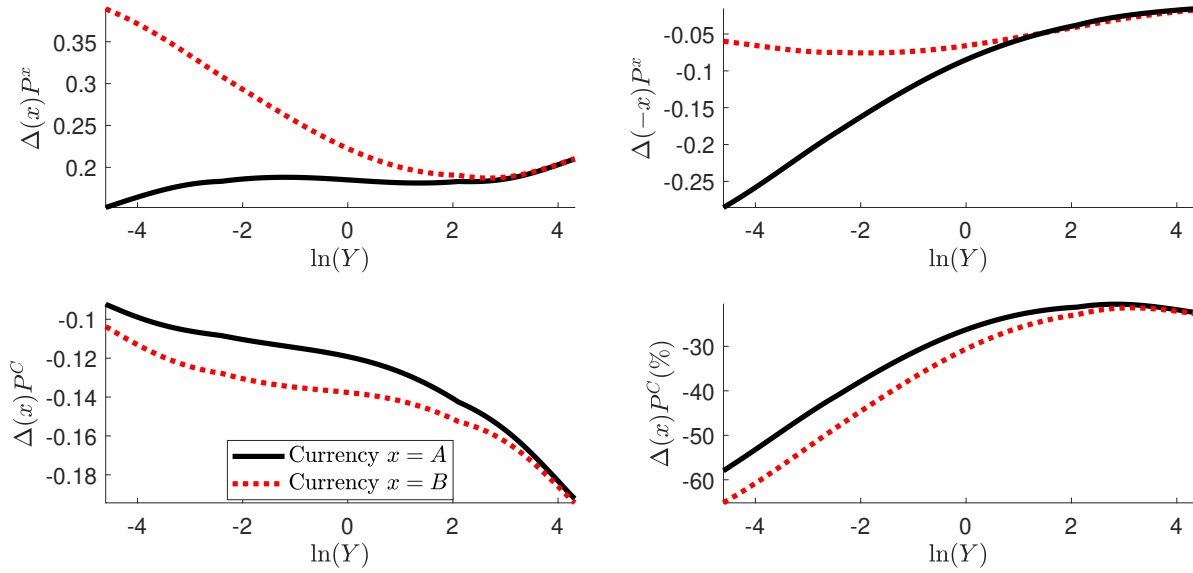 Δ(x)P^x
0.35
0.3
0.25
0.2
-4 -2 0 2 4
ln(Y)
Δ(−x)P^x
-0.05
-0.1
-0.15
-0.2
-0.25
-4 -2 0 2 4
ln(Y)
Δ(x)P^C
-0.1
-0.12
-0.14
-0.16
-0.18
Currency x = A
Currency x = B
-4 -2 0 2 4
ln(Y)
Δ(x)P^C(%)
-30
-40
-50
-60
-4 -2 0 2 4
ln(Y)